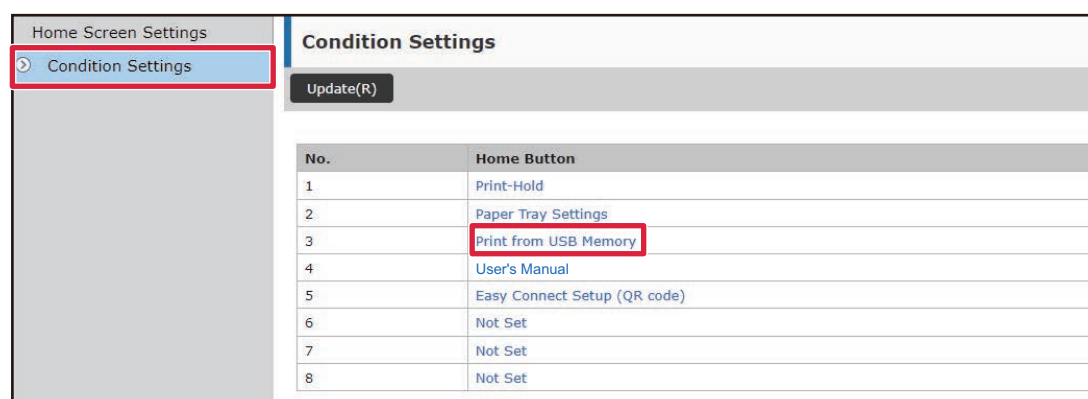 Home Screen Settings
Condition Settings
Condition Settings
Update(R)
No. Home Button
1 Print-Hold
2 Paper Tray Settings
3 Print from USB Memory
4 User's Manual
5 Easy Connect Setup (QR code)
6 Not Set
7 Not Set
8 Not Set